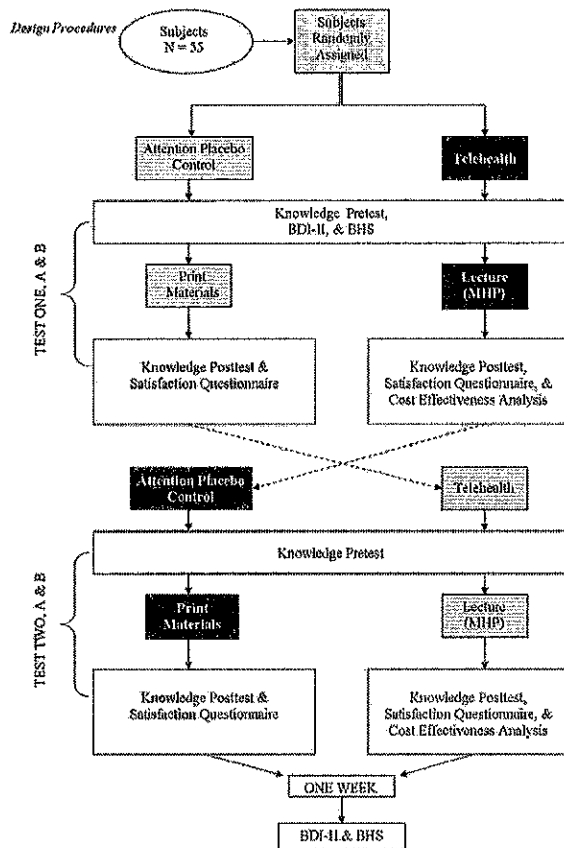 Design Procedures
Subjects
N = 55
Subjects
Randomly
Assigned
Attention Placebo
Control
Telehealth
Knowledge Pretest,
BDI-II, & BHS
TEST ONE, A & B
Print
Materials
Lecture
(MHP)
Knowledge Posttest &
Satisfaction Questionnaire
Knowledge Posttest,
Satisfaction Questionnaire, &
Cost Effectiveness Analysis
Attention Placebo
Control
Telehealth
Knowledge Pretest
TEST TWO, A & B
Print
Materials
Lecture
(MHP)
Knowledge Posttest &
Satisfaction Questionnaire
Knowledge Posttest,
Satisfaction Questionnaire, &
Cost Effectiveness Analysis
ONE WEEK
BDI-II & BHS